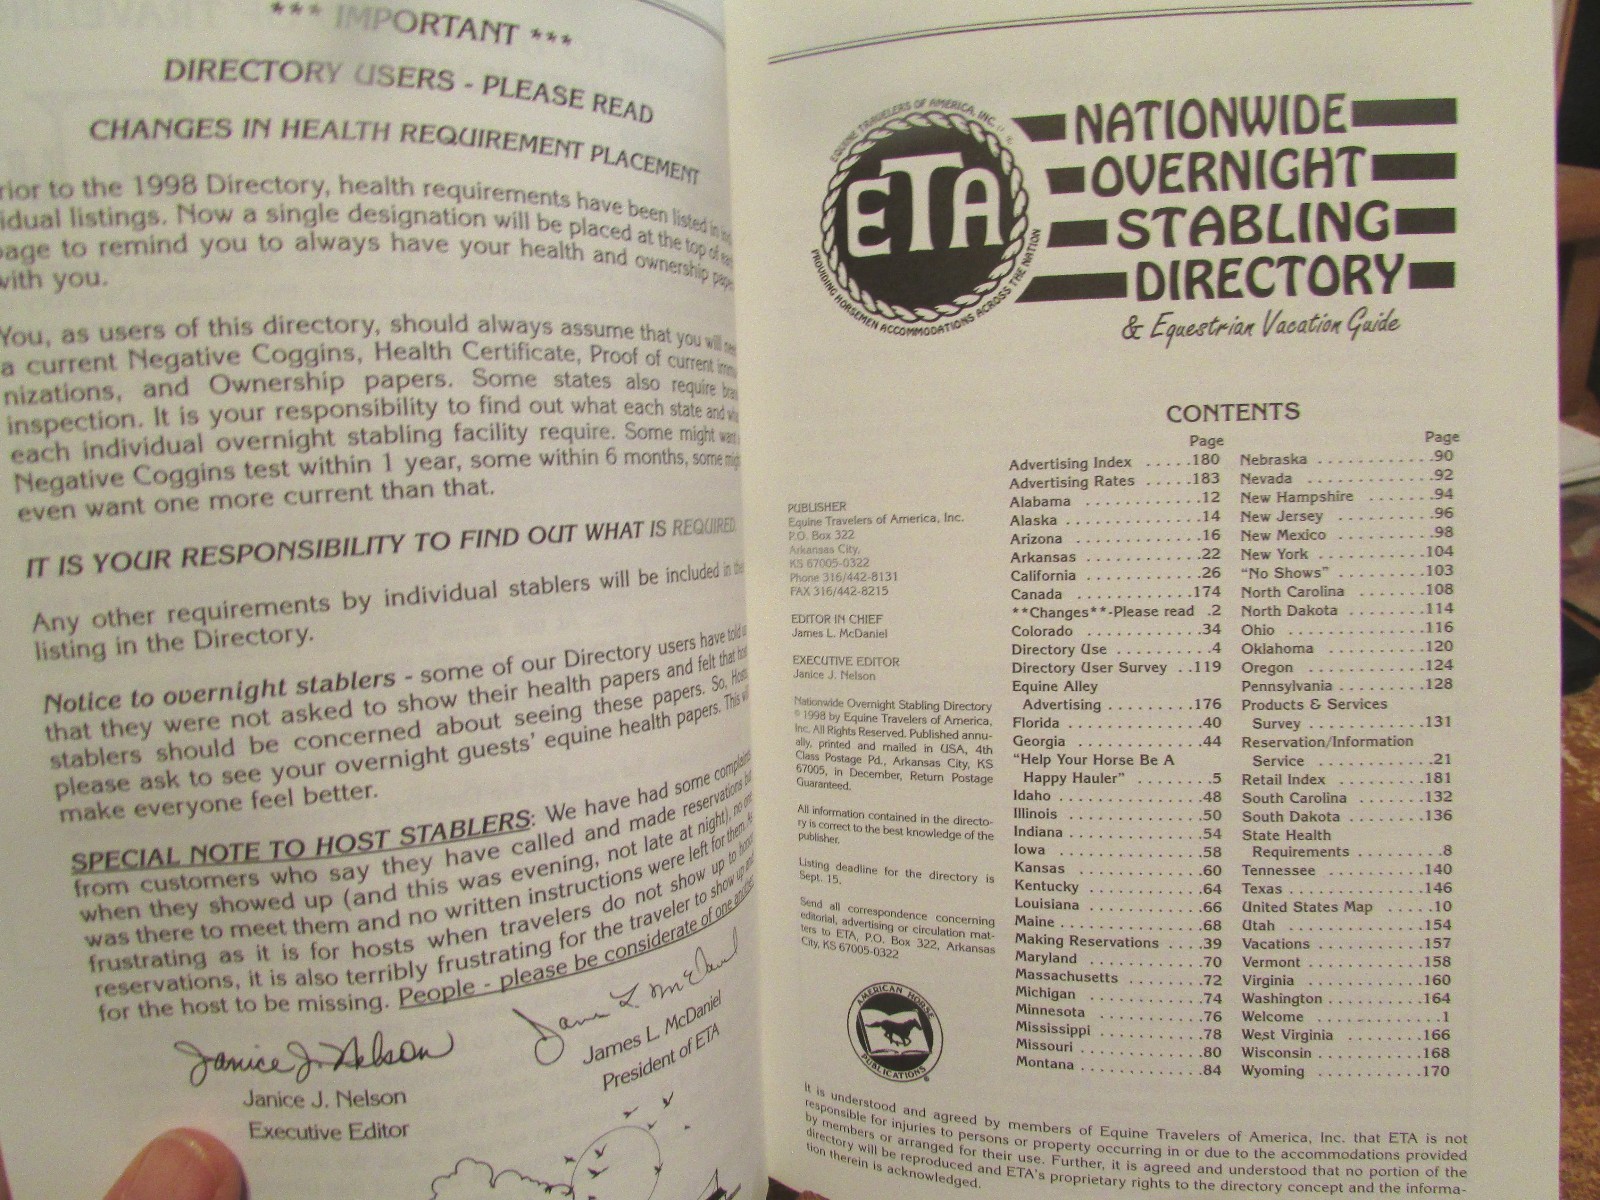 *** IMPORTANT ***
DIRECTORY USERS - PLEASE READ
CHANGES IN HEALTH REQUIREMENT PLACEMENT
rior to the 1998 Directory, health requirements have been listed in
idual listings. Now a single designation will be placed at the top of
age to remind you to always have your health and ownership
with you.
You, as users of this directory, should always assume that you will
a current Negative Coggins, Health Certificate, Proof of current
nizations, and Ownership papers. Some states also require
inspection. It is your responsibility to find out what each state and
each individual overnight stabling facility require. Some might want
Negative Coggins test within 1 year, some within 6 months, some
even want one more current than that.
IT IS YOUR RESPONSIBILITY TO FIND OUT WHAT IS REQUIRED.
Any other requirements by individual stablers will be included in the
listing in the Directory.
Notice to overnight stablers - some of our Directory users have told
that they were not asked to show their health papers and felt that
stablers should be concerned about seeing these papers. So,
please ask to see your overnight guests' equine health papers. This
make everyone feel better.
SPECIAL NOTE TO HOST STABLERS: We have had some
from customers who say they have called and made reservations
when they showed up (and this was evening, not late at night), no
was there to meet them and no written instructions were left for them.
frustrating as it is for hosts when travelers do not show up to
reservations, it is also terribly frustrating for the traveler to show up
for the host to be missing. People - please be considerate of one
Janice J. Nelson
Janice J. Nelson
Executive Editor
James L. McDaniel
James L. McDaniel
President of ETA
EQUINE TRAVELERS OF AMERICA, INC.
ETA
PROVIDING HORSEMEN ACCOMMODATIONS ACROSS THE NATION
NATIONWIDE
OVERNIGHT
STABLING
DIRECTORY
& Equestrian Vacation Guide
PUBLISHER
Equine Travelers of America, Inc.
P.O. Box 322
Arkansas City,
KS 67005-0322
Phone 316/442-8131
FAX 316/442-8215
EDITOR IN CHIEF
James L. McDaniel
EXECUTIVE EDITOR
Janice J. Nelson
Nationwide Overnight Stabling Directory
© 1998 by Equine Travelers of America,
Inc. All Rights Reserved. Published annu-
ally, printed and mailed in USA, 4th
Class Postage Pd., Arkansas City, KS
67005, in December, Return Postage
Guaranteed.
All information contained in the directo-
ry is correct to the best knowledge of the
publisher.
Listing deadline for the directory is
Sept. 15.
Send all correspondence concerning
editorial, advertising or circulation mat-
ters to ETA, P.O. Box 322, Arkansas
City, KS 67005-0322
AMERICAN HORSE
PUBLICATIONS
CONTENTS
Page
Advertising Index .....180
Advertising Rates .....183
Alabama ..............12
Alaska ...............14
Arizona ..............16
Arkansas .............22
California ............26
Canada .............174
**Changes**-Please read .2
Colorado .............34
Directory Use ..........4
Directory User Survey ..119
Equine Alley
Advertising .........176
Florida ...............40
Georgia ..............44
"Help Your Horse Be A
Happy Hauler" ........5
Idaho ................48
Illinois ...............50
Indiana ..............54
Iowa .................58
Kansas ..............60
Kentucky .............64
Louisiana .............66
Maine ................68
Making Reservations ....39
Maryland .............70
Massachusetts .........72
Michigan .............74
Minnesota ............76
Mississippi ............78
Missouri ..............80
Montana .............84
Page
Nebraska ............90
Nevada ..............92
New Hampshire .......94
New Jersey ...........96
New Mexico ..........98
New York ............104
"No Shows" ..........103
North Carolina ........108
North Dakota .........114
Ohio ................116
Oklahoma ............120
Oregon ..............124
Pennsylvania .........128
Products & Services
Survey .............131
Reservation/Information
Service .............21
Retail Index ..........181
South Carolina ........132
South Dakota .........136
State Health
Requirements .........8
Tennessee ...........140
Texas ...............146
United States Map .....10
Utah ................154
Vacations ............157
Vermont .............158
Virginia ..............160
Washington ..........164
Welcome ..............1
West Virginia .........166
Wisconsin ............168
Wyoming ............170
It is understood and agreed by members of Equine Travelers of America, Inc. that ETA is not
responsible for injuries to persons or property occurring in or due to the accommodations provided
by members or arranged for their use. Further, it is agreed and understood that no portion of the
directory will be reproduced and ETA's proprietary rights to the directory concept and the informa-
tion therein is acknowledged.